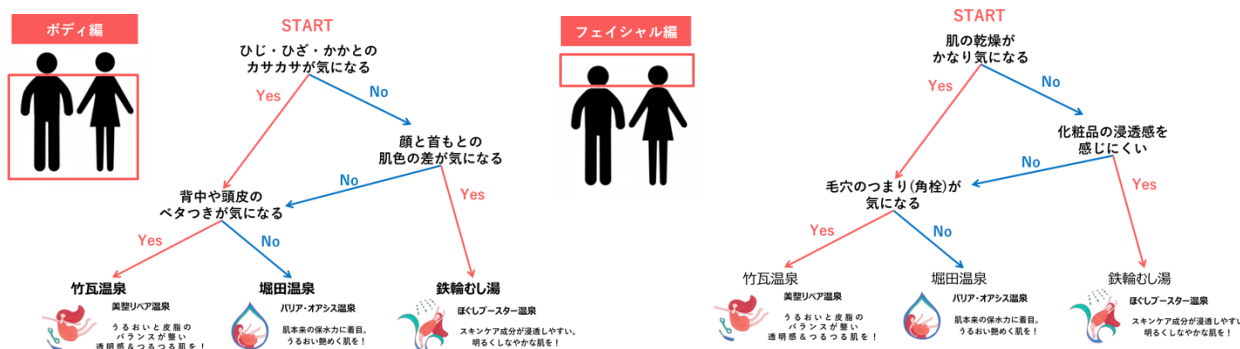 ボディ編
START
ひじ・ひざ・かかとの
カサカサが気になる
Yes
No
顔と首もとの
肌色の差が気になる
No
Yes
背中や頭皮の
ベタつきが気になる
Yes
No
竹瓦温泉
美整リペア温泉
うるおいと皮脂の
バランスが整い
透明感&つるつる肌を!
堀田温泉
バリア・オアシス温泉
肌本来の保水力に着目。
うるおい艶めく肌を!
鉄輪むし湯
ほぐしブースター温泉
スキンケア成分が浸透しやすい。
明るくしなやかな肌を!
フェイシャル編
START
肌の乾燥が
かなり気になる
Yes
No
化粧品の浸透感を
感じにくい
No
Yes
毛穴のつまり(角栓)が
気になる
Yes
No
竹瓦温泉
美整リペア温泉
うるおいと皮脂の
バランスが整い
透明感&つるつる肌を!
堀田温泉
バリア・オアシス温泉
肌本来の保水力に着目。
うるおい艶めく肌を!
鉄輪むし湯
ほぐしブースター温泉
スキンケア成分が浸透しやすい。
明るくしなやかな肌を!